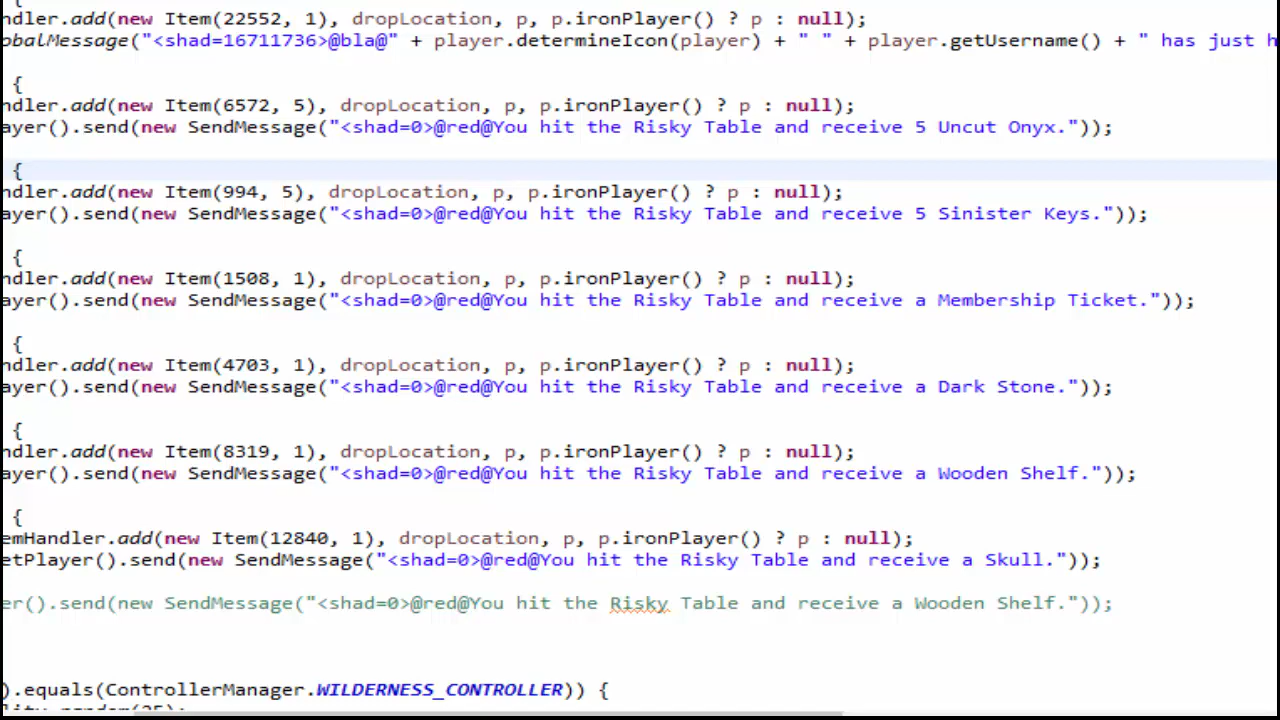 {
ndler.add(new Item(22552, 1), dropLocation, p, p.ironPlayer() ? p : null);
obalMessage("<shad=16711736>@bla@" + player.determineIcon(player) + " " + player.getUsername() + " has just h
{
ndler.add(new Item(6572, 5), dropLocation, p, p.ironPlayer() ? p : null);
ayer().send(new SendMessage("<shad=0>@red@You hit the Risky Table and receive 5 Uncut Onyx."));
{
ndler.add(new Item(994, 5), dropLocation, p, p.ironPlayer() ? p : null);
ayer().send(new SendMessage("<shad=0>@red@You hit the Risky Table and receive 5 Sinister Keys."));
{
ndler.add(new Item(1508, 1), dropLocation, p, p.ironPlayer() ? p : null);
ayer().send(new SendMessage("<shad=0>@red@You hit the Risky Table and receive a Membership Ticket."));
{
ndler.add(new Item(4703, 1), dropLocation, p, p.ironPlayer() ? p : null);
ayer().send(new SendMessage("<shad=0>@red@You hit the Risky Table and receive a Dark Stone."));
{
ndler.add(new Item(8319, 1), dropLocation, p, p.ironPlayer() ? p : null);
ayer().send(new SendMessage("<shad=0>@red@You hit the Risky Table and receive a Wooden Shelf."));
{
emHandler.add(new Item(12840, 1), dropLocation, p, p.ironPlayer() ? p : null);
etPlayer().send(new SendMessage("<shad=0>@red@You hit the Risky Table and receive a Skull."));
er().send(new SendMessage("<shad=0>@red@You hit the Risky Table and receive a Wooden Shelf."));
).equals(ControllerManager.WILDERNESS_CONTROLLER)) {